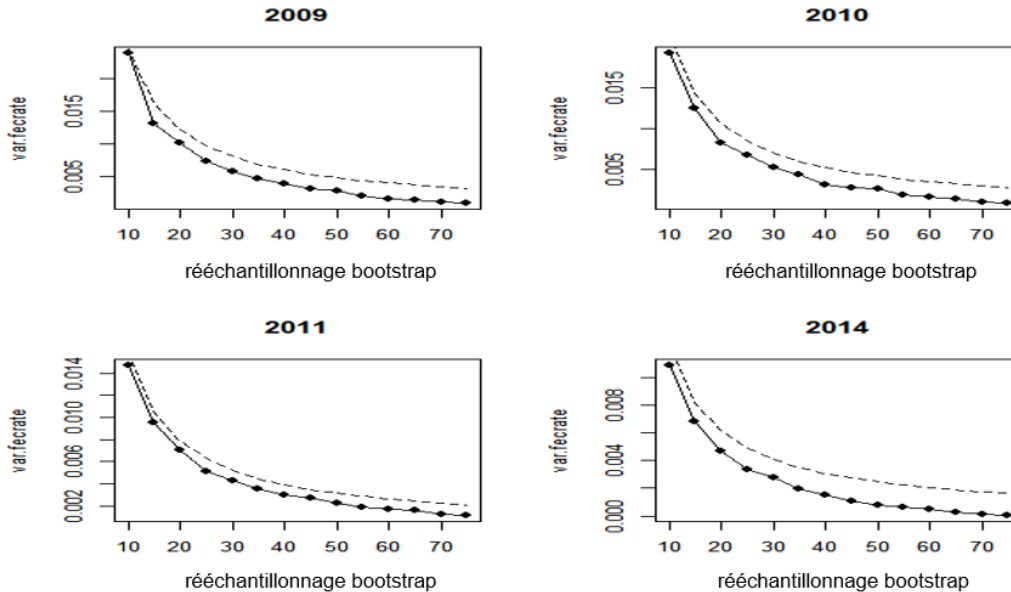 2009
var.fecrate
0.005 0.015
10 20 30 40 50 60 70
rééchantillonnage bootstrap
2010
var.fecrate
0.005 0.015
10 20 30 40 50 60 70
rééchantillonnage bootstrap
2011
var.fecrate
0.002 0.006 0.010 0.014
10 20 30 40 50 60 70
rééchantillonnage bootstrap
2014
var.fecrate
0.000 0.004 0.008
10 20 30 40 50 60 70
rééchantillonnage bootstrap